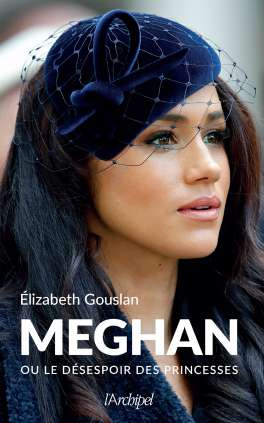 Élizabeth Gouslan
MEGHAN
OU LE DÉSESPOIR DES PRINCESSES
l'Archipel